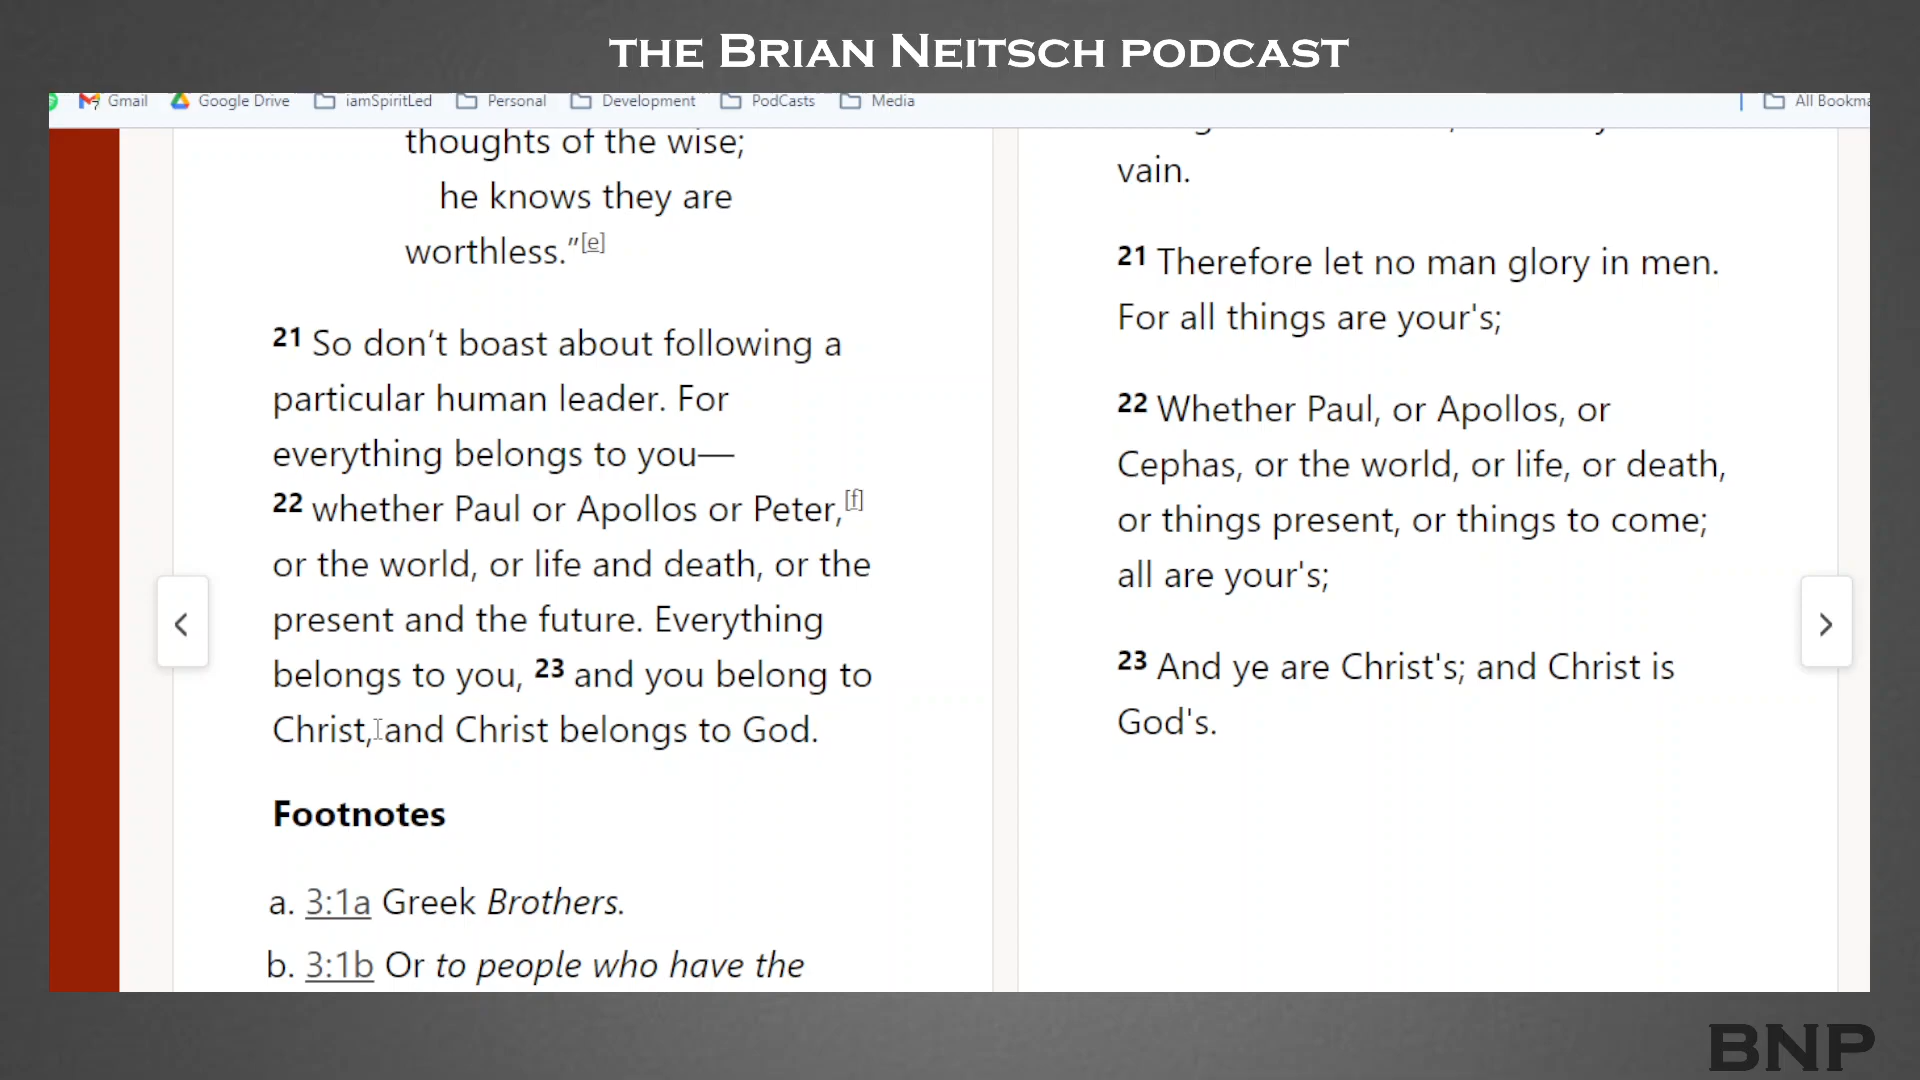 THE BRIAN NEITSCH PODCAST
Gmail Google Drive iamSpiritLed Personal Development PodCasts Media All Bookma
thoughts of the wise;
he knows they are
worthless.”[e]
21 So don’t boast about following a
particular human leader. For
everything belongs to you—
22 whether Paul or Apollos or Peter,[f]
or the world, or life and death, or the
present and the future. Everything
belongs to you, 23 and you belong to
Christ, and Christ belongs to God.
Footnotes
a. 3:1a Greek Brothers.
b. 3:1b Or to people who have the
vain.
21 Therefore let no man glory in men.
For all things are your's;
22 Whether Paul, or Apollos, or
Cephas, or the world, or life, or death,
or things present, or things to come;
all are your's;
23 And ye are Christ's; and Christ is
God's.
BNP